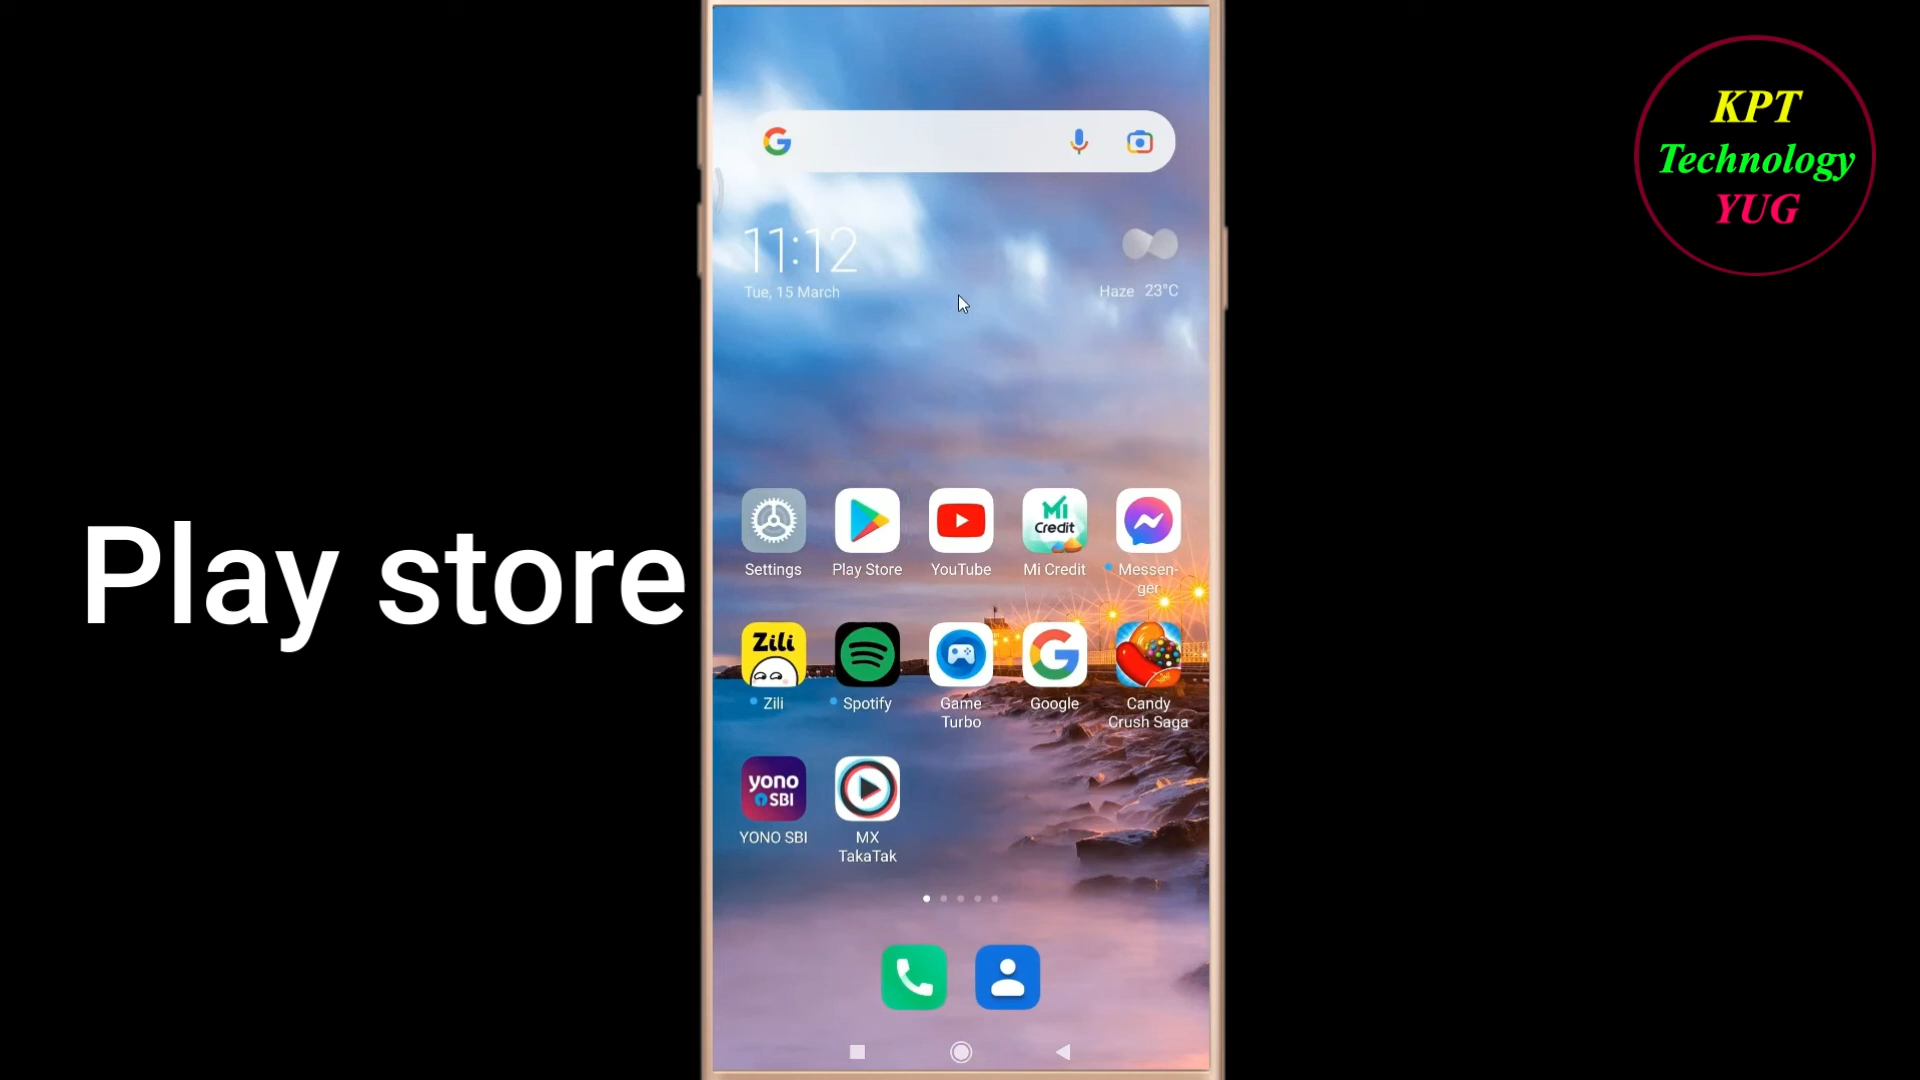 KPT
Technology
YUG
11:12
Tue, 15 March
Haze 23°C
Play store
Mi
Credit
Settings
Play Store
YouTube
Mi Credit
Messen-
ger
Zili
Zili
Spotify
Game
Turbo
Google
Candy
Crush Saga
yono
SBI
YONO SBI
MX
TakaTak